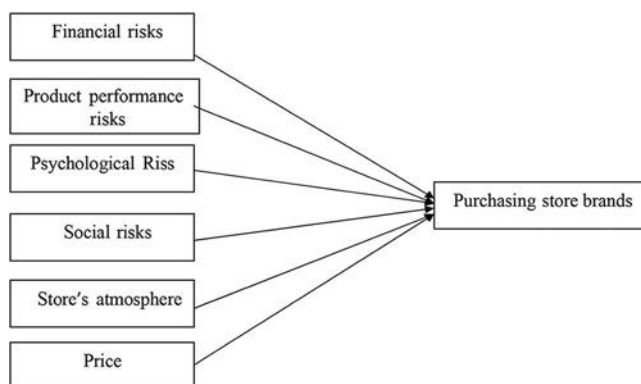 Financial risks
Product performance
risks
Psychological Riss
Social risks
Store's atmosphere
Price
Purchasing store brands